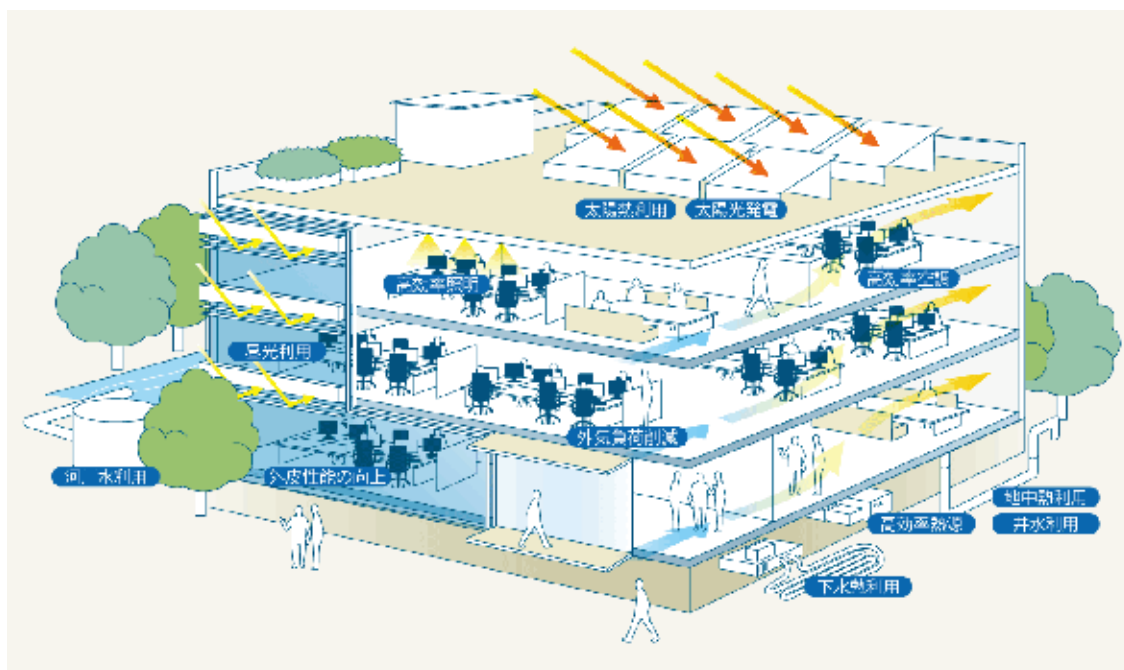 太陽熱利用
太陽光発電
高効率照明
高効率空調
昼光利用
外気負荷削減
河川水利用
外皮性能の向上
地中熱利用
高効率熱源
井水利用
下水熱利用